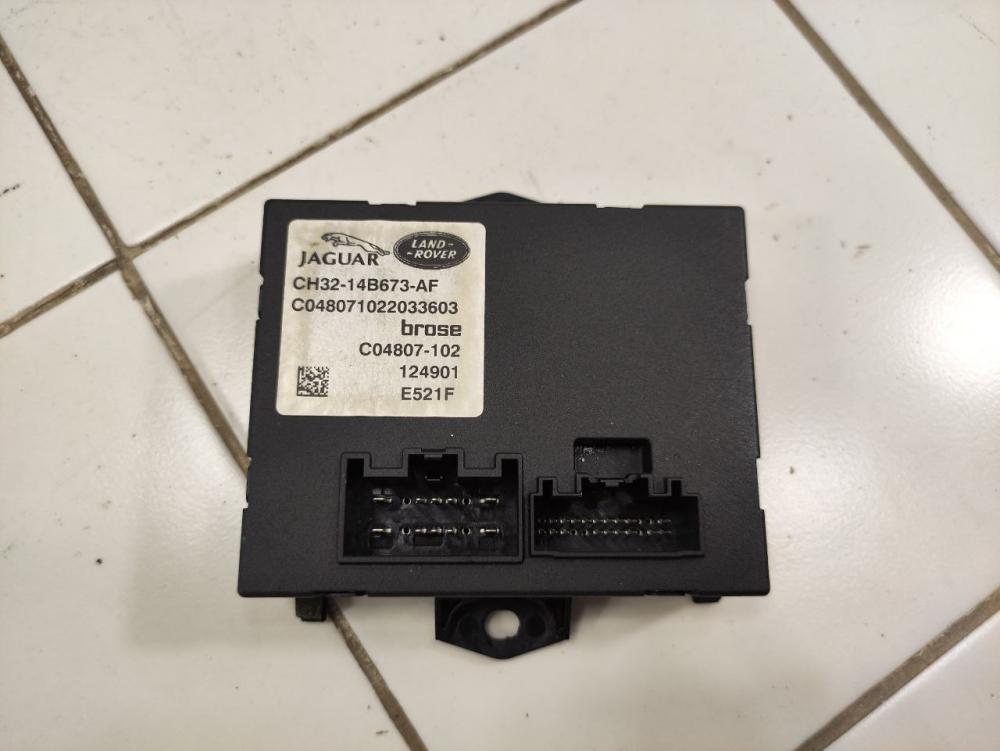 JAGUAR
LAND-
-ROVER
CH32-14B673-AF
C048071022033603
brose
C04807-102
124901
E521F